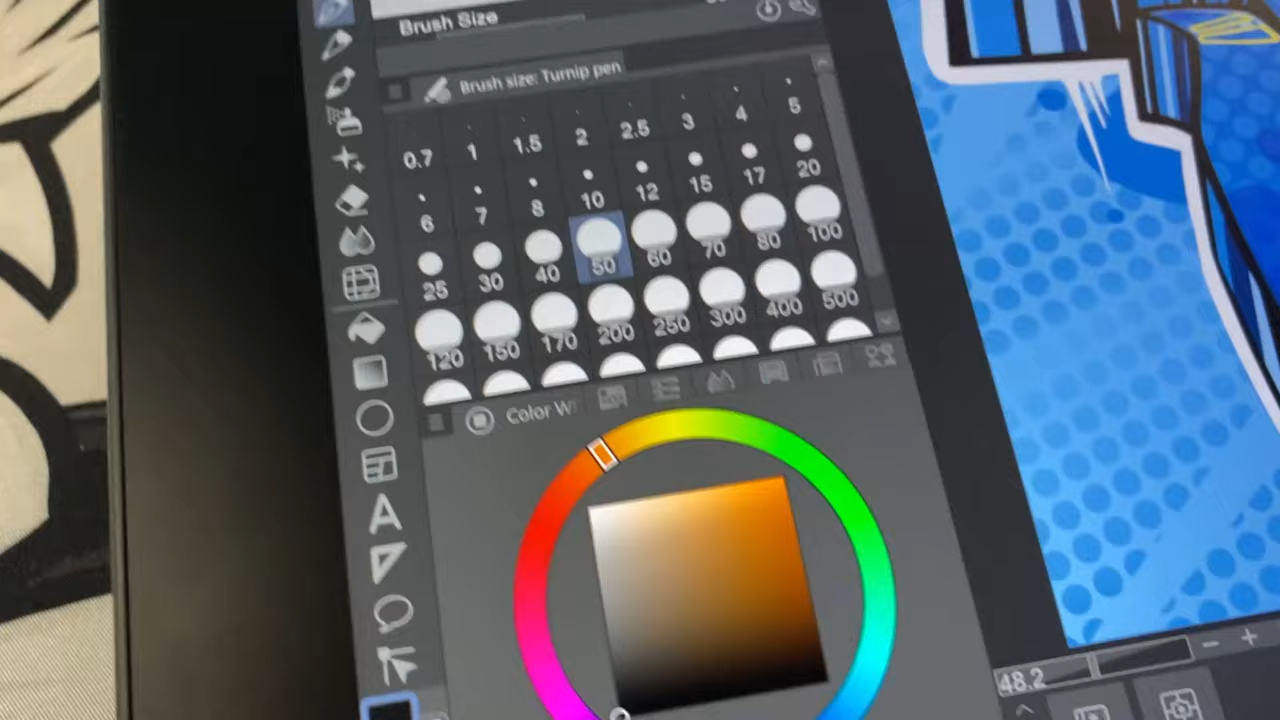 Brush Size
Brush size: Turnip pen
0.7 1 1.5 2 2.5 3 4 5
6 7 8 10 12 15 17 20
25 30 40 50 60 70 80 100
120 150 170 200 250 300 400 500
Color W
48.2